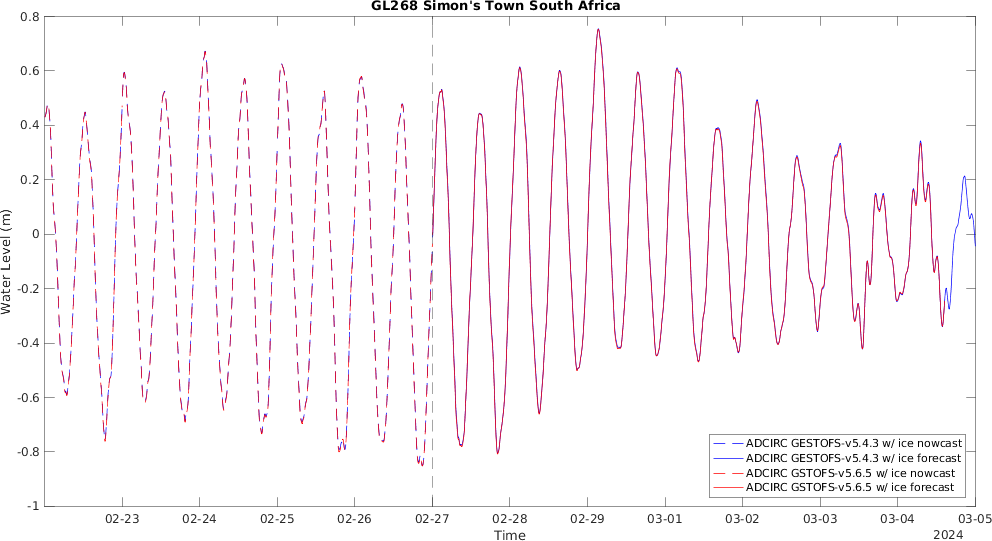 GL268 Simon's Town South Africa
Water Level (m)
0.8
0.6
0.4
0.2
0
-0.2
-0.4
-0.6
-0.8
-1
ADCIRC GESTOFS-v5.4.3 w/ ice nowcast
ADCIRC GESTOFS-v5.4.3 w/ ice forecast
ADCIRC GSTOFS-v5.6.5 w/ ice nowcast
ADCIRC GSTOFS-v5.6.5 w/ ice forecast
02-23 02-24 02-25 02-26 02-27 02-28 02-29 03-01 03-02 03-03 03-04 03-05
Time
2024